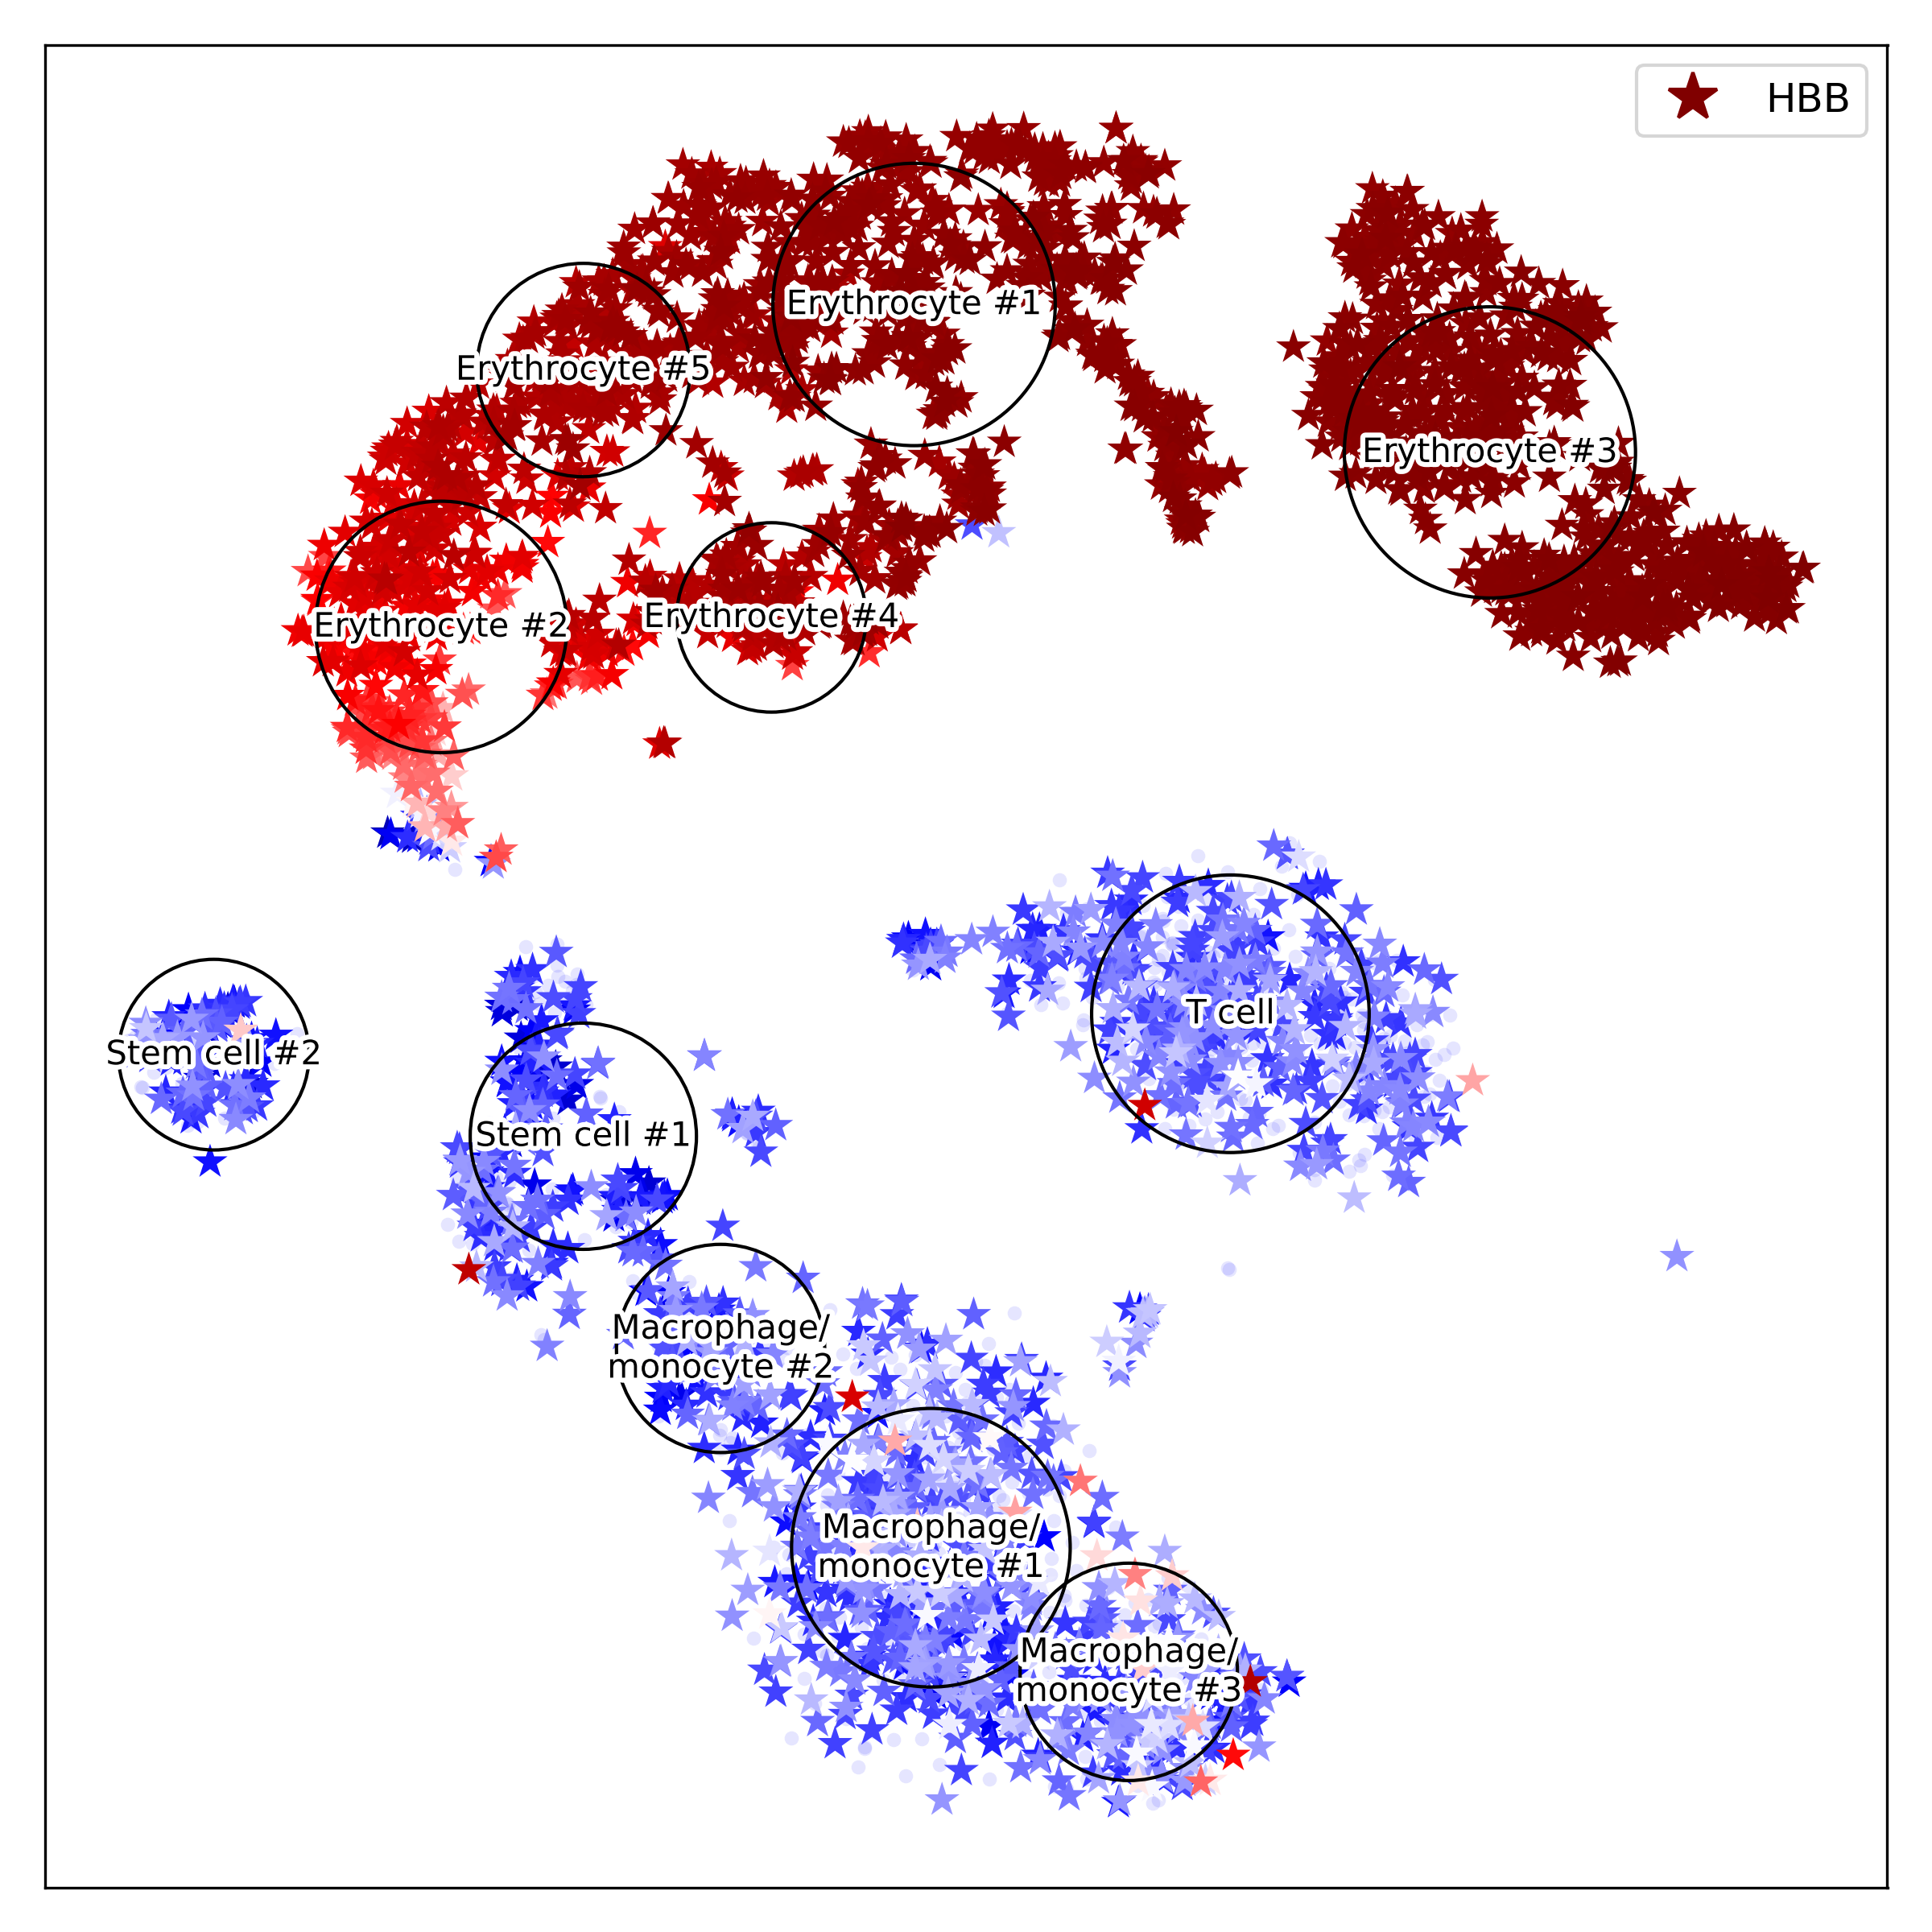 HBB
Erythrocyte #1
Erythrocyte #5
Erythrocyte #3
Erythrocyte #4
Erythrocyte #2
T cell
Stem cell #2
Stem cell #1
Macrophage/
monocyte #2
Macrophage/
monocyte #1
Macrophage/
monocyte #3